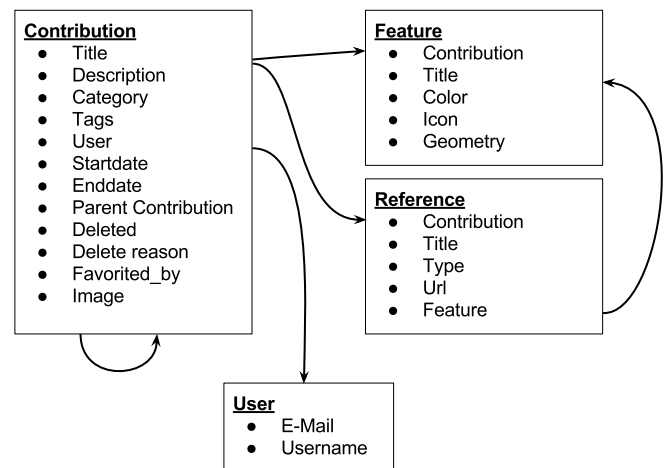 Contribution
● Title
● Description
● Category
● Tags
● User
● Startdate
● Enddate
● Parent Contribution
● Deleted
● Delete reason
● Favorited_by
● Image
Feature
● Contribution
● Title
● Color
● Icon
● Geometry
Reference
● Contribution
● Title
● Type
● Url
● Feature
User
● E-Mail
● Username